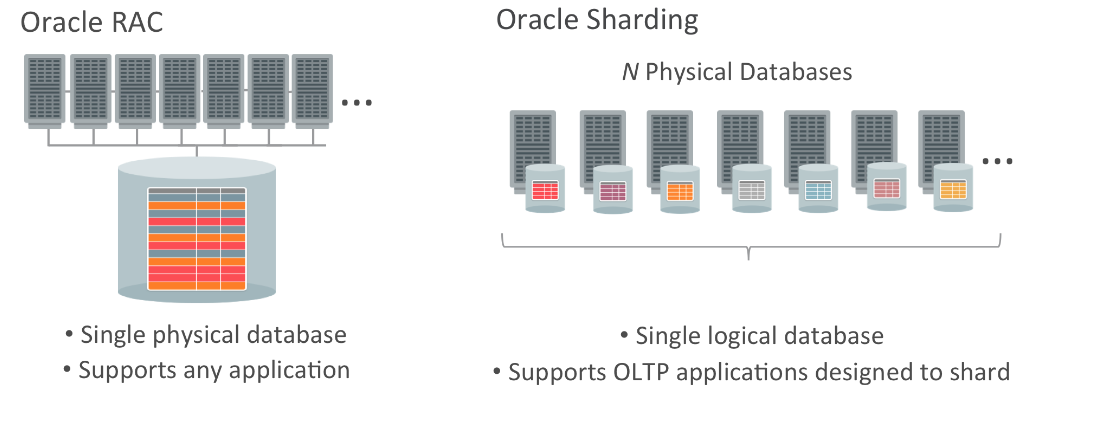 Oracle RAC
...
• Single physical database
• Supports any application
Oracle Sharding
N Physical Databases
...
• Single logical database
• Supports OLTP applications designed to shard